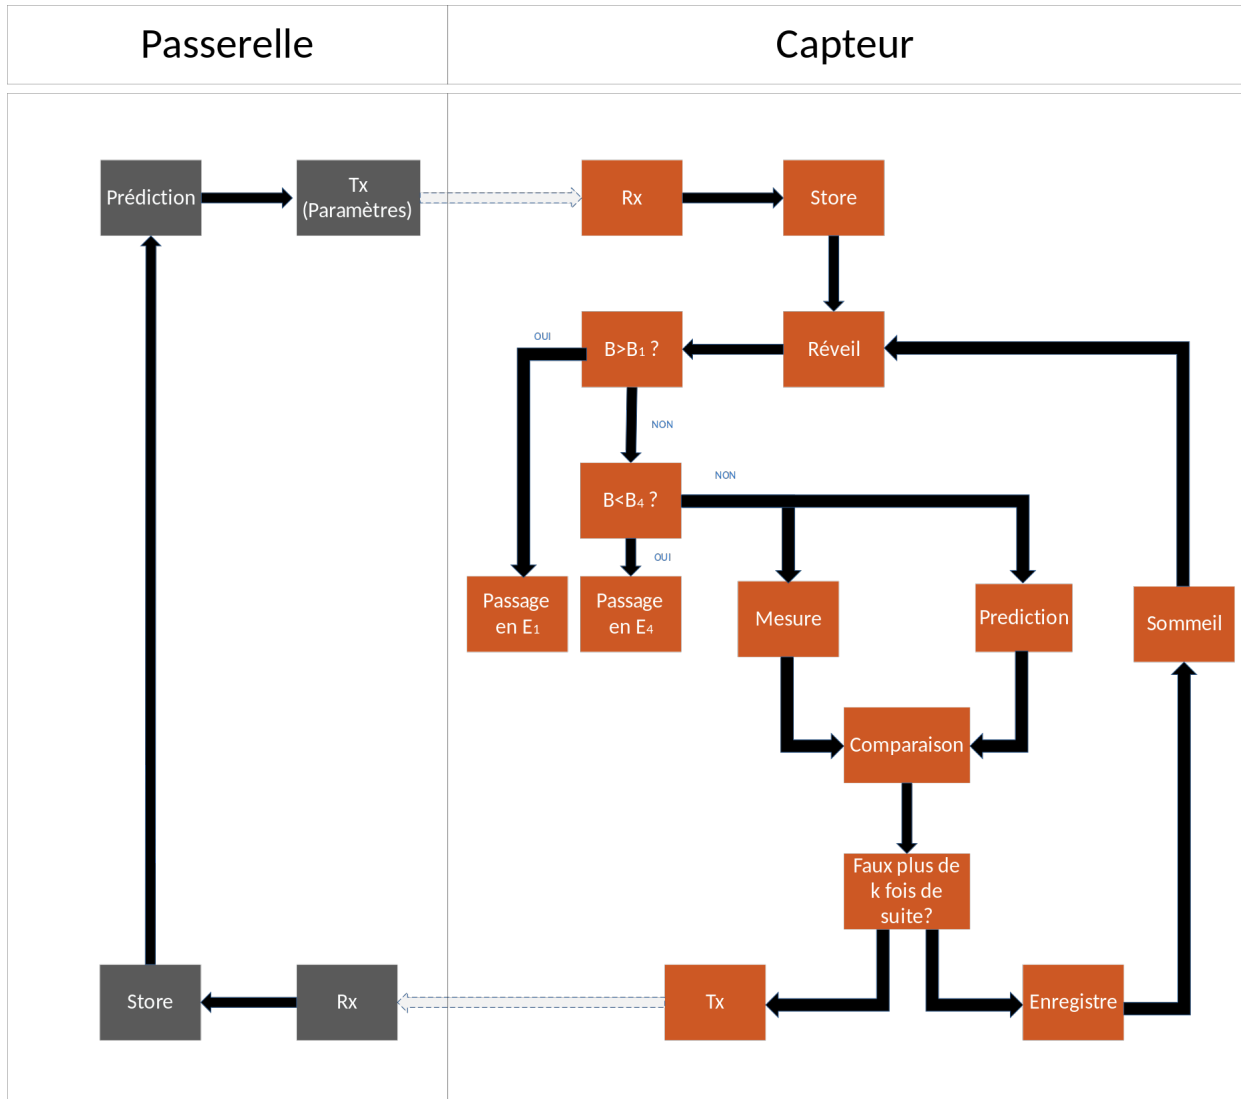 Passerelle
Capteur
Prédiction
Tx
(Paramètres)
Rx
Store
OUI
B>B₁ ?
Réveil
NON
B<B₄ ?
NON
OUI
Passage
en E₁
Passage
en E₄
Mesure
Prediction
Sommeil
Comparaison
Faux plus de
k fois de
suite?
Store
Rx
Tx
Enregistre